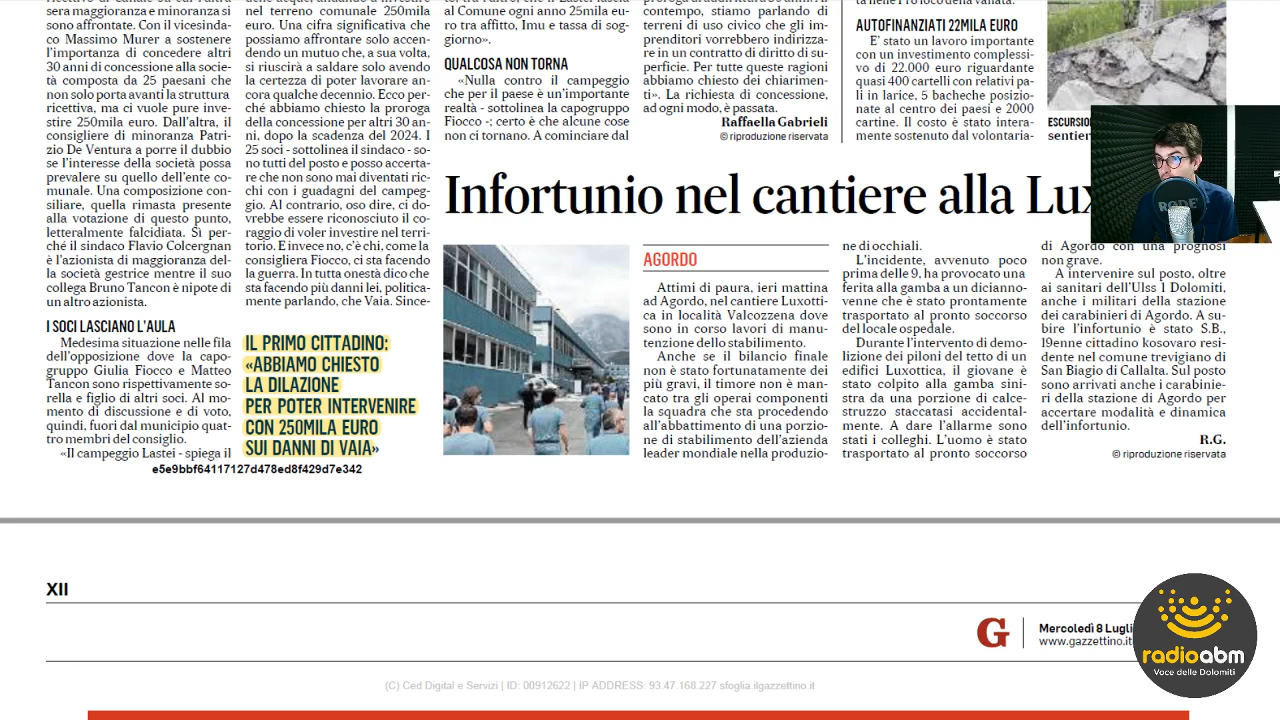 sera maggioranza e minoranza si
sono affrontate. Con il vicesinda-
co Massimo Murer a sostenere
l'importanza di concedere altri
30 anni di concessione alla socie-
tà composta da 25 paesani che
non solo porta avanti la struttura
ricettiva, ma ci vuole pure inve-
stire 250mila euro. Dall'altra, il
consigliere di minoranza Patri-
zio De Ventura a porre il dubbio
se l'interesse della società possa
prevalere su quello dell'ente co-
munale. Una composizione con-
siliare, quella rimasta presente
alla votazione di questo punto,
letteralmente falcidiata. Sì per-
ché il sindaco Flavio Colcergnan
è l'azionista di maggioranza del-
la società gestrice mentre il suo
collega Bruno Tancon è nipote di
un altro azionista.
I SOCI LASCIANO L'AULA
Medesima situazione nelle fila
dell'opposizione dove la capo-
gruppo Giulia Fiocco e Matteo
Tancon sono rispettivamente so-
rella e figlio di altri soci. Al mo-
mento di discussione e di voto,
quindi, fuori dal municipio quat-
tro membri del consiglio.
«Il campeggio Lastei - spiega il
nel terreno comunale 250mila
euro. Una cifra significativa che
possiamo affrontare solo accen-
dendo un mutuo che, a sua volta,
si riuscirà a saldare solo avendo
la certezza di poter lavorare an-
cora qualche decennio. Ecco per-
ché abbiamo chiesto la proroga
della concessione per altri 30 an-
ni, dopo la scadenza del 2024. I
25 soci - sottolinea il sindaco - so-
no tutti del posto e posso accerta-
re che non sono mai diventati ric-
chi con i guadagni del campeg-
gio. Al contrario, oso dire, ci do-
vrebbe essere riconosciuto il co-
raggio di voler investire nel terri-
torio. E invece no, c'è chi, come la
consigliera Fiocco, ci sta facendo
la guerra. In tutta onestà dico che
sta facendo più danni lei, politica-
mente parlando, che Vaia. Since-
IL PRIMO CITTADINO:
«ABBIAMO CHIESTO
LA DILAZIONE
PER POTER INTERVENIRE
CON 250MILA EURO
SUI DANNI DI VAIA»
e5e9bbf64117127d478ed8f429d7e342
al Comune ogni anno 25mila eu-
ro tra affitto, Imu e tassa di sog-
giorno».
QUALCOSA NON TORNA
«Nulla contro il campeggio
che per il paese è un'importante
realtà - sottolinea la capogruppo
Fiocco -; certo è che alcune cose
non ci tornano. A cominciare dal
contempo, stiamo parlando di
terreni di uso civico che gli im-
prenditori vorrebbero indirizza-
re in un contratto di diritto di su-
perficie. Per tutte queste ragioni
abbiamo chiesto dei chiarimen-
ti». La richiesta di concessione,
ad ogni modo, è passata.
Raffaella Gabrieli
© riproduzione riservata
AUTOFINANZIATI 22MILA EURO
E' stato un lavoro importante
con un investimento complessi-
vo di 22.000 euro riguardante
quasi 400 cartelli con relativi pa-
li in larice, 5 bacheche posizio-
nate al centro dei paesi e 2000
cartine. Il costo è stato intera-
mente sostenuto dal volontaria-
ESCURSION
sentier
Infortunio nel cantiere alla Lux
AGORDO
Attimi di paura, ieri mattina
ad Agordo, nel cantiere Luxotti-
ca in località Valcozzena dove
sono in corso lavori di manu-
tenzione dello stabilimento.
Anche se il bilancio finale
non è stato fortunatamente dei
più gravi, il timore non è man-
cato tra gli operai componenti
la squadra che sta procedendo
all'abbattimento di una porzio-
ne di stabilimento dell'azienda
leader mondiale nella produzio-
ne di occhiali.
L'incidente, avvenuto poco
prima delle 9, ha provocato una
ferita alla gamba a un dicianno-
venne che è stato prontamente
trasportato al pronto soccorso
del locale ospedale.
Durante l'intervento di demo-
lizione dei piloni del tetto di un
edifici Luxottica, il giovane è
stato colpito alla gamba sini-
stra da una porzione di calce-
struzzo staccatasi accidental-
mente. A dare l'allarme sono
stati i colleghi. L'uomo è stato
trasportato al pronto soccorso
di Agordo con una prognosi
non grave.
A intervenire sul posto, oltre
ai sanitari dell'Ulss 1 Dolomiti,
anche i militari della stazione
dei carabinieri di Agordo. A su-
bire l'infortunio è stato S.B.,
19enne cittadino kosovaro resi-
dente nel comune trevigiano di
San Biagio di Callalta. Sul posto
sono arrivati anche i carabinie-
ri della stazione di Agordo per
accertare modalità e dinamica
dell'infortunio.
R.G.
© riproduzione riservata
RODE
XII
G
Mercoledì 8 Lugli
www.gazzettino.it
radioabm
Voce delle Dolomiti
(C) Ced Digital e Servizi | ID: 00912622 | IP ADDRESS: 93.47.168.227 sfoglia.ilgazzettino.it